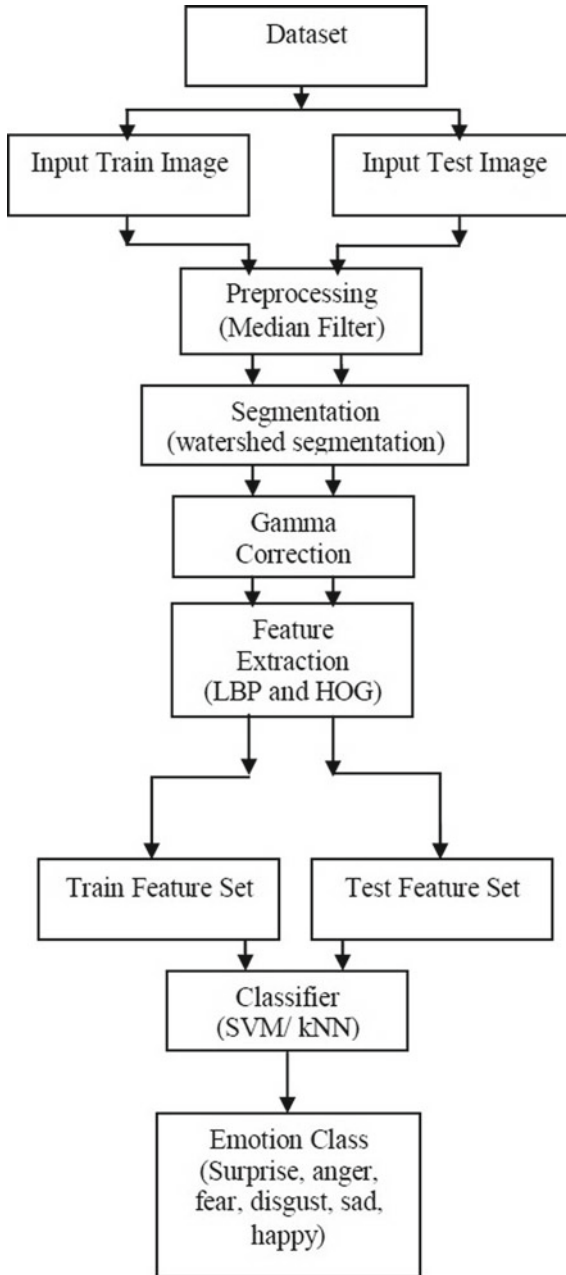 Dataset
Input Train Image
Input Test Image
Preprocessing
(Median Filter)
Segmentation
(watershed segmentation)
Gamma
Correction
Feature
Extraction
(LBP and HOG)
Train Feature Set
Test Feature Set
Classifier
(SVM/ kNN)
Emotion Class
(Surprise, anger,
fear, disgust, sad,
happy)